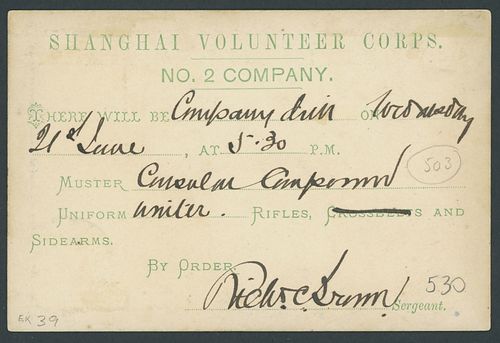 SHANGHAI VOLUNTEER CORPS.
NO. 2 COMPANY.
THERE WILL BE Company drill ON Wednesday
21st June, AT 5.30 P.M.
503
MUSTER Consular Compound
UNIFORM winter. RIFLES, CROSSBELTS AND
SIDEARMS.
BY ORDER,
Sergeant.
530
EK 39